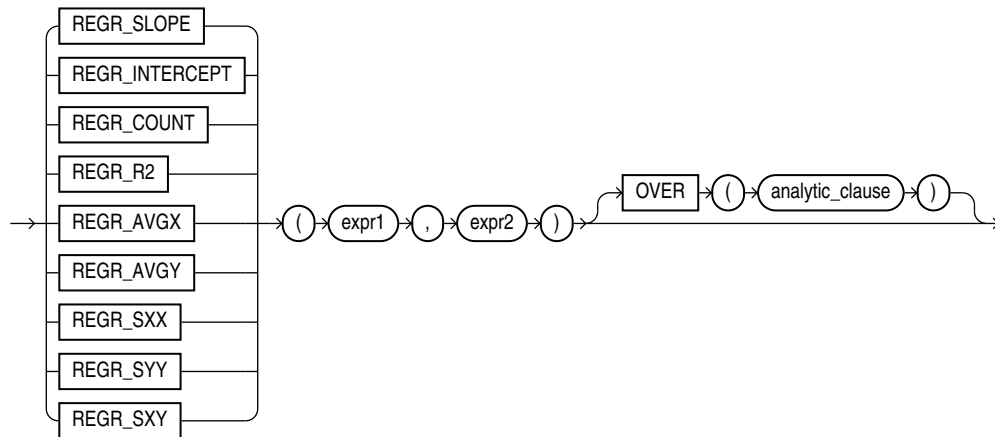 REGR_SLOPE
REGR_INTERCEPT
REGR_COUNT
REGR_R2
REGR_AVGX
REGR_AVGY
REGR_SXX
REGR_SYY
REGR_SXY
( expr1 , expr2 )
OVER ( analytic_clause )